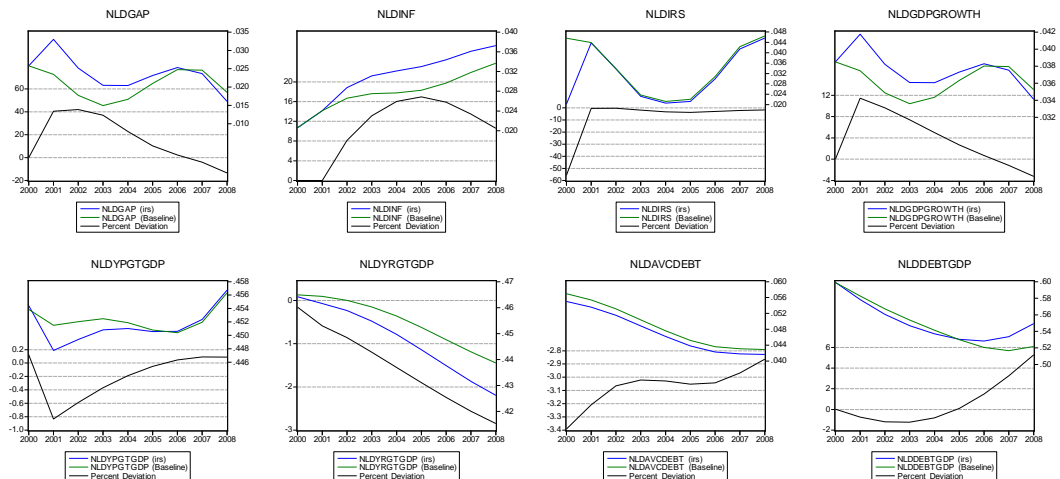 NLDGAP
60
40
20
0
-20
.035
.030
.025
.020
.015
.010
2000 2001 2002 2003 2004 2005 2006 2007 2008
NLDGAP (irs)
NLDGAP (Baseline)
Percent Deviation
NLDINF
20
16
12
8
4
0
.040
.036
.032
.028
.024
.020
2000 2001 2002 2003 2004 2005 2006 2007 2008
NLDINF (irs)
NLDINF (Baseline)
Percent Deviation
NLDIRS
0
-10
-20
-30
-40
-50
-60
.048
.044
.040
.036
.032
.028
.024
.020
2000 2001 2002 2003 2004 2005 2006 2007 2008
NLDIRS (irs)
NLDIRS (Baseline)
Percent Deviation
NLDGDPGROWTH
12
8
4
0
-4
.042
.040
.038
.036
.034
.032
2000 2001 2002 2003 2004 2005 2006 2007 2008
NLDGDPGROWTH (irs)
NLDGDPGROWTH (Baseline)
Percent Deviation
NLDYPGTGDP
0.2
0.0
-0.2
-0.4
-0.6
-0.8
-1.0
.458
.456
.454
.452
.450
.448
.446
2000 2001 2002 2003 2004 2005 2006 2007 2008
NLDYPGTGDP (irs)
NLDYPGTGDP (Baseline)
Percent Deviation
NLDYRGTGDP
0
-1
-2
-3
.47
.46
.45
.44
.43
.42
2000 2001 2002 2003 2004 2005 2006 2007 2008
NLDYRGTGDP (irs)
NLDYRGTGDP (Baseline)
Percent Deviation
NLDAVCDEBT
-2.8
-2.9
-3.0
-3.1
-3.2
-3.3
-3.4
.060
.056
.052
.048
.044
.040
2000 2001 2002 2003 2004 2005 2006 2007 2008
NLDAVCDEBT (irs)
NLDAVCDEBT (Baseline)
Percent Deviation
NLDDEBTGDP
6
4
2
0
-2
.60
.58
.56
.54
.52
.50
2000 2001 2002 2003 2004 2005 2006 2007 2008
NLDDEBTGDP (irs)
NLDDEBTGDP (Baseline)
Percent Deviation